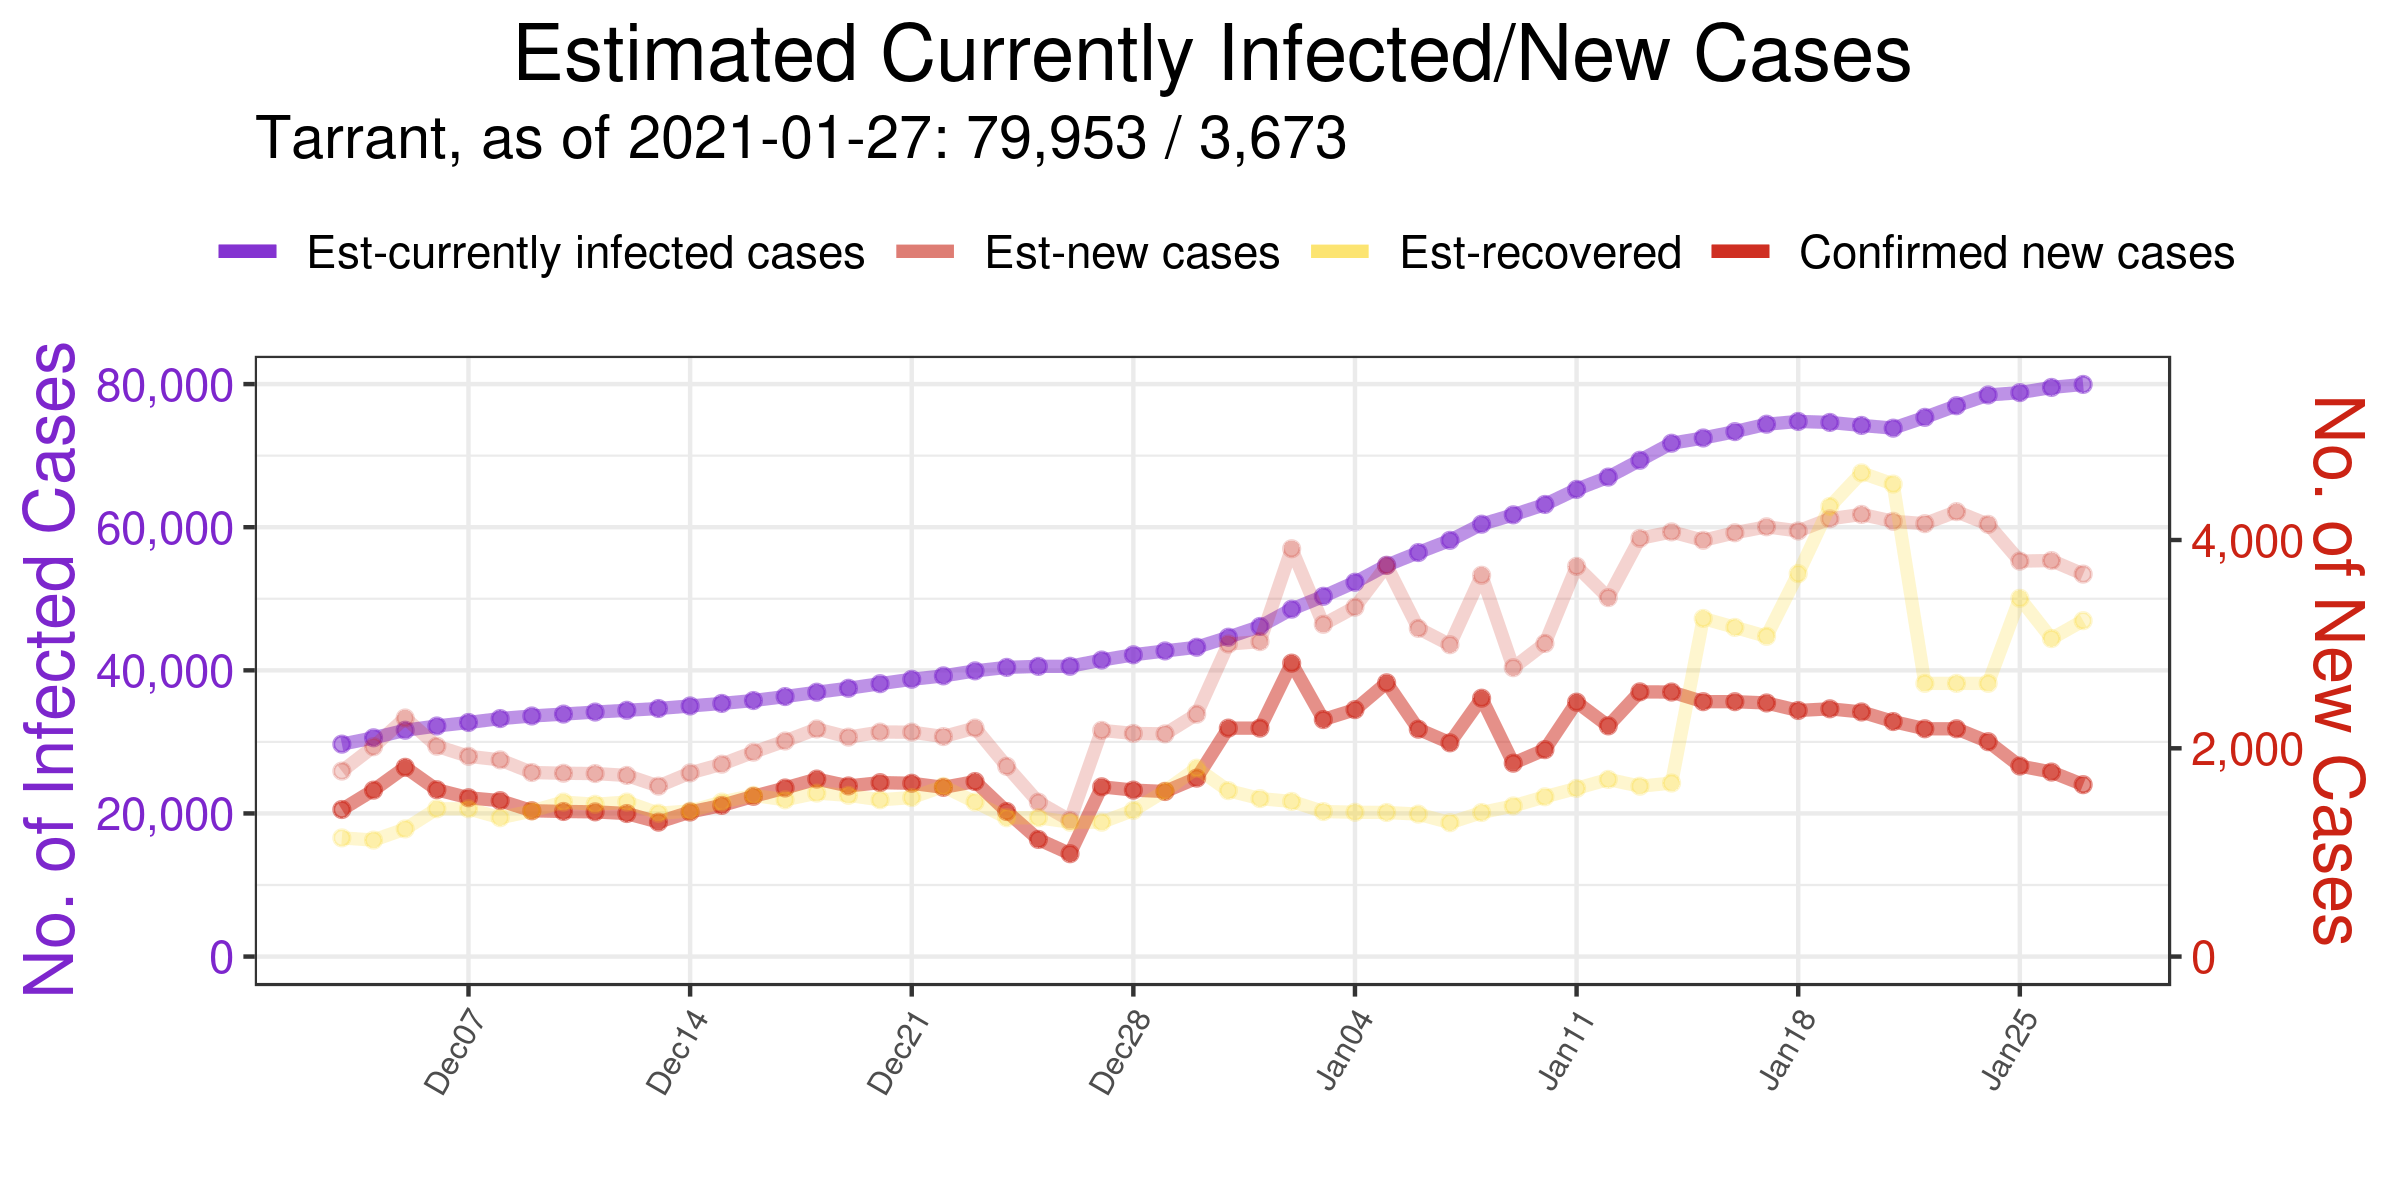 Estimated Currently Infected/New Cases
Tarrant, as of 2021-01-27: 79,953 / 3,673
Est-currently infected cases Est-new cases Est-recovered Confirmed new cases
No. of Infected Cases
80,000
60,000
40,000
20,000
0
4,000
2,000
0
No. of New Cases
Dec07 Dec14 Dec21 Dec28 Jan04 Jan11 Jan18 Jan25